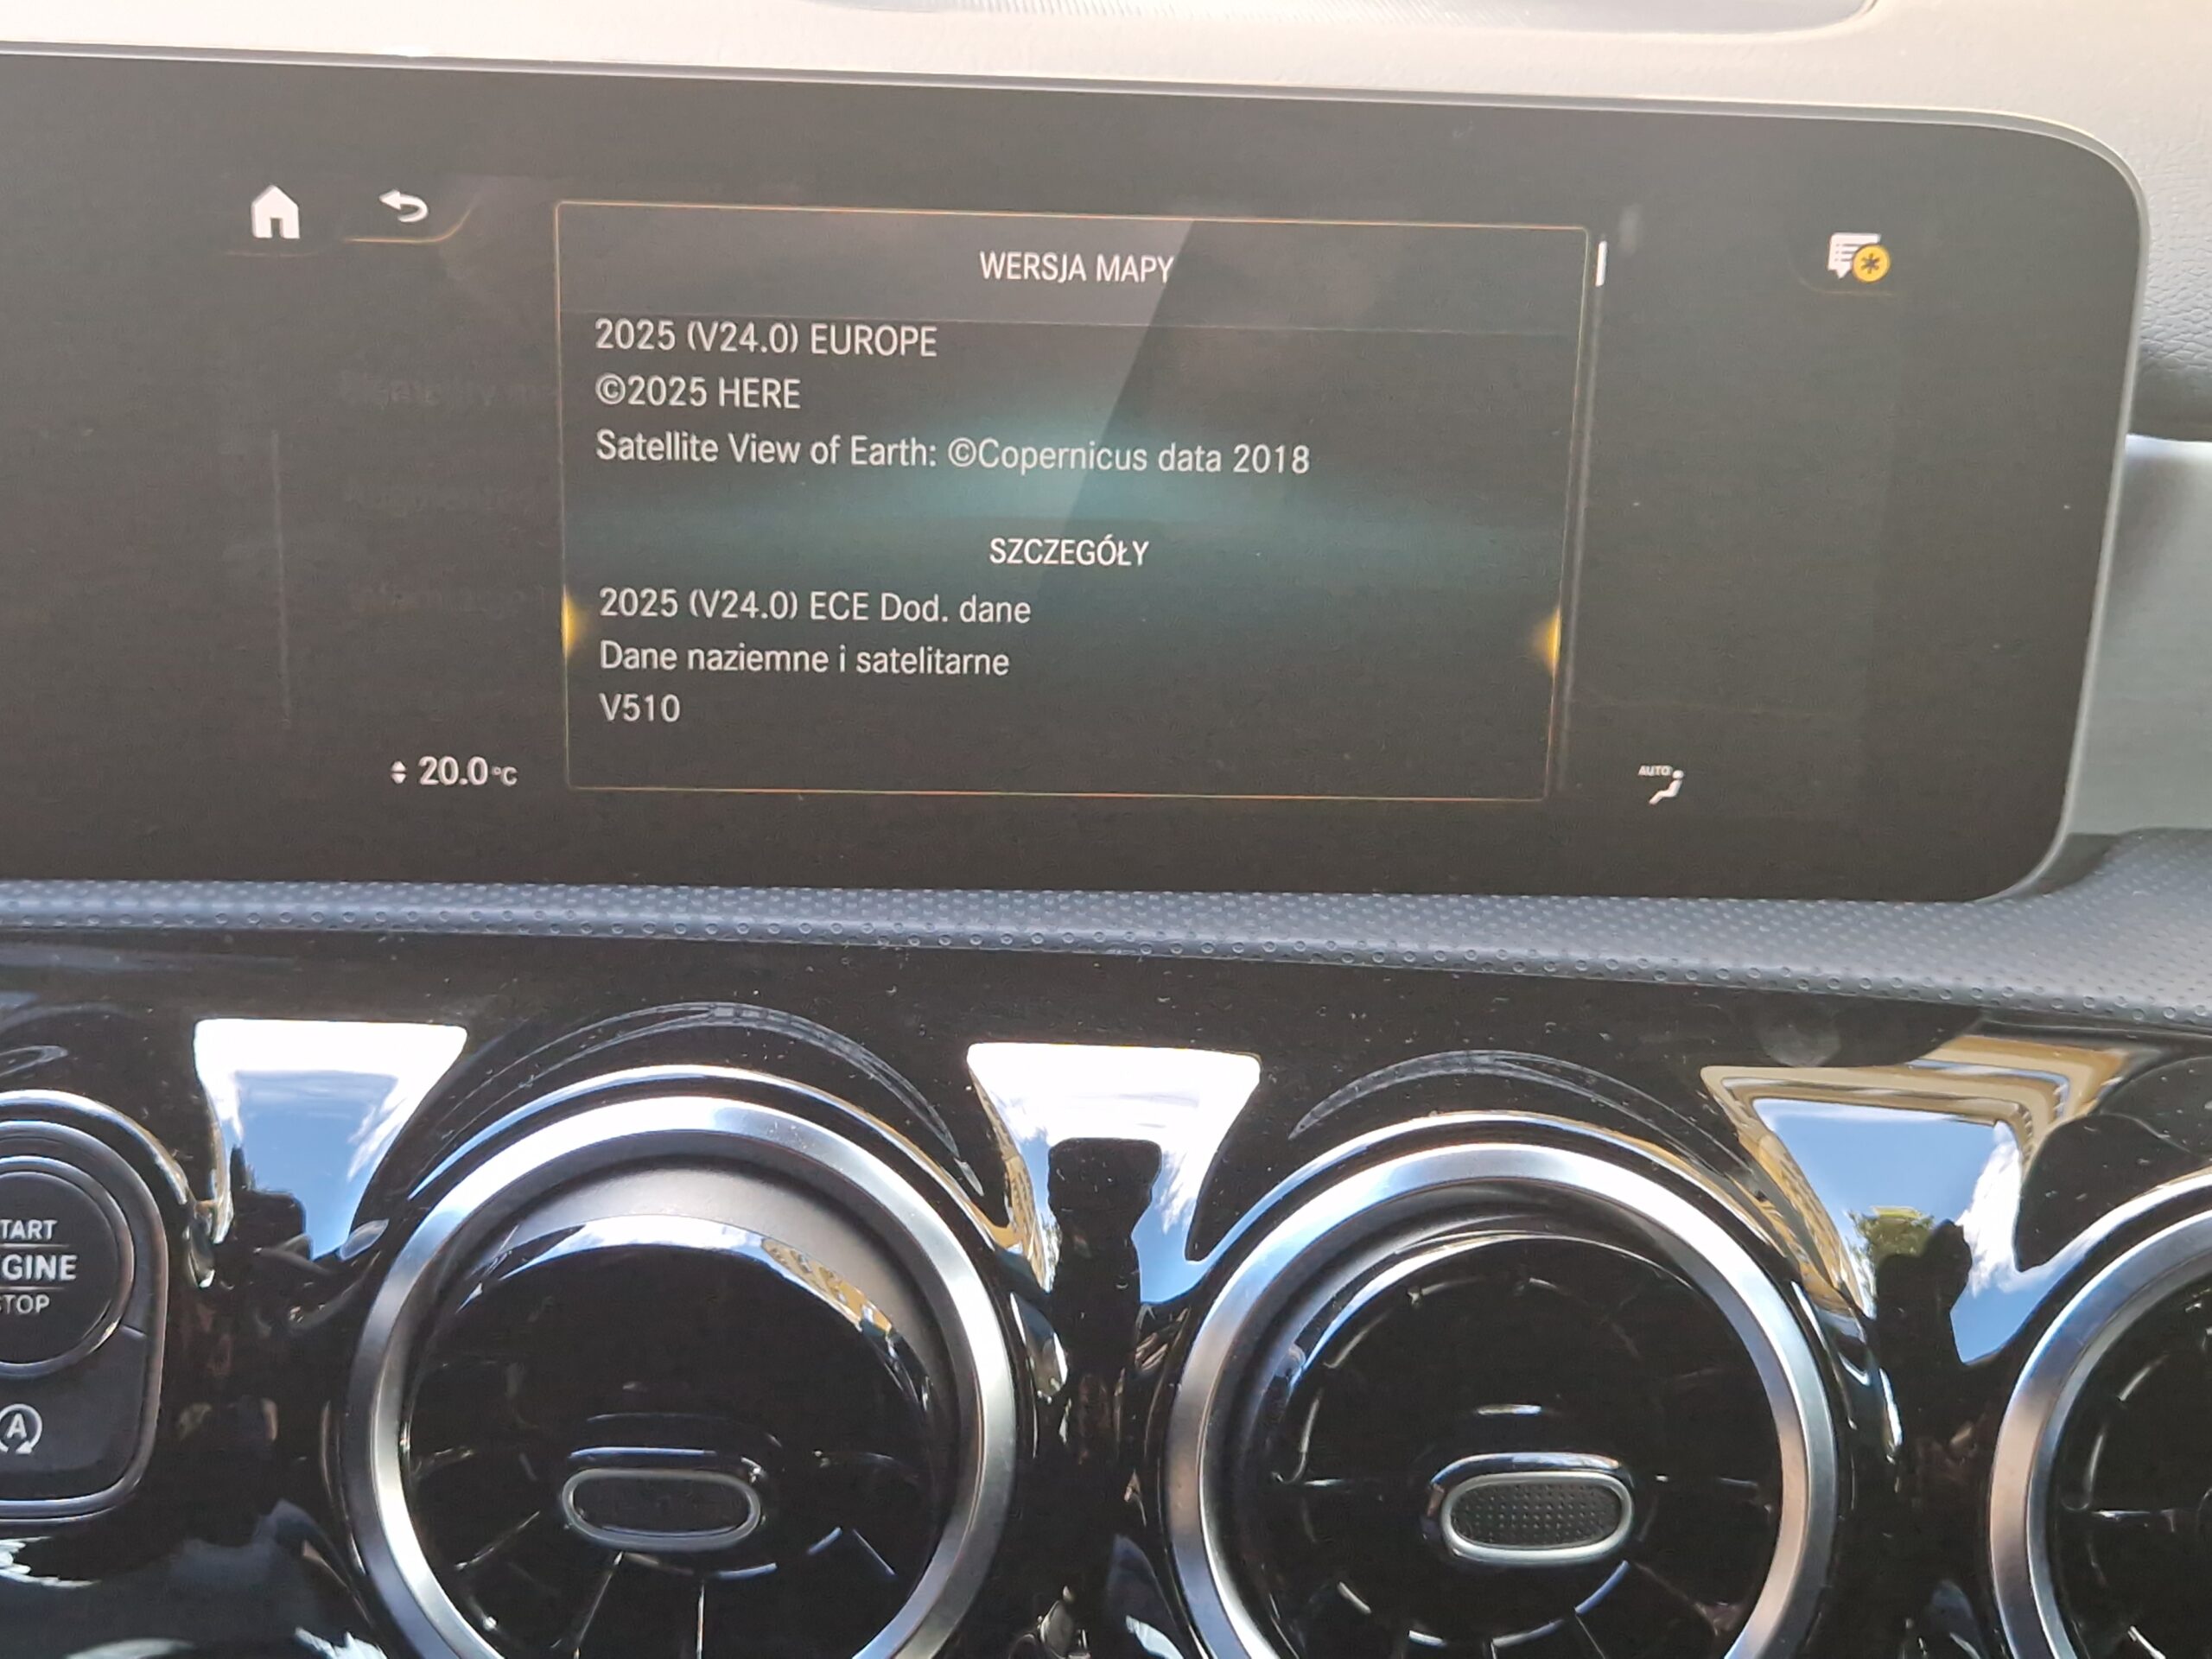 WERSJA MAPY
2025 (V24.0) EUROPE
©2025 HERE
Satellite View of Earth: ©Copernicus data 2018
SZCZEGÓŁY
2025 (V24.0) ECE Dod. dane
Dane naziemne i satelitarne
V510
20.0°C
AUTO
TART
GINE
STOP
A